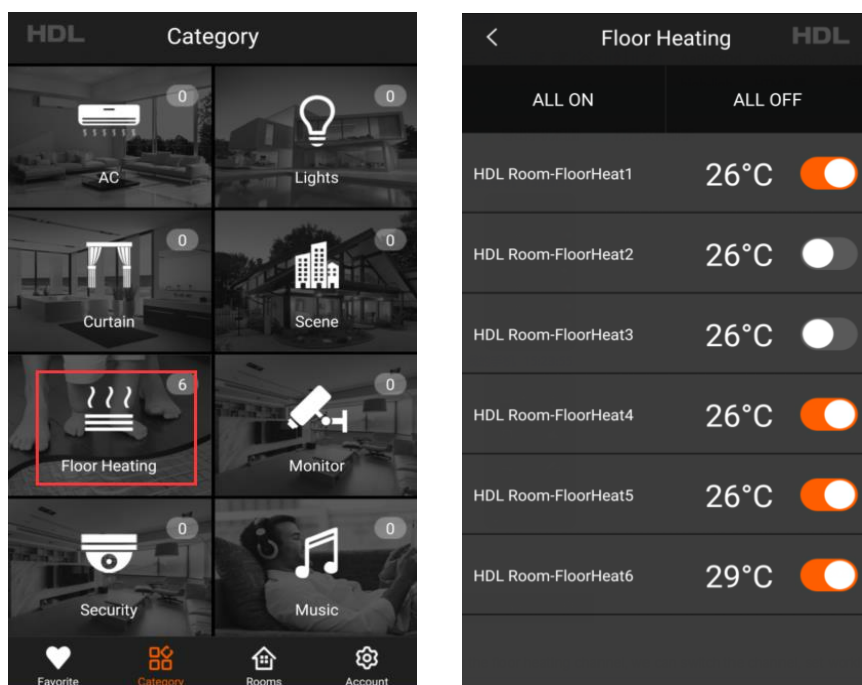 HDL Category
0 0
AC Lights
0 0
Curtain Scene
6 0
Floor Heating Monitor
0 0
Security Music
Favorite Category Rooms Account
Floor Heating HDL
ALL ON ALL OFF
HDL Room-FloorHeat1 26°C
HDL Room-FloorHeat2 26°C
HDL Room-FloorHeat3 26°C
HDL Room-FloorHeat4 26°C
HDL Room-FloorHeat5 26°C
HDL Room-FloorHeat6 29°C